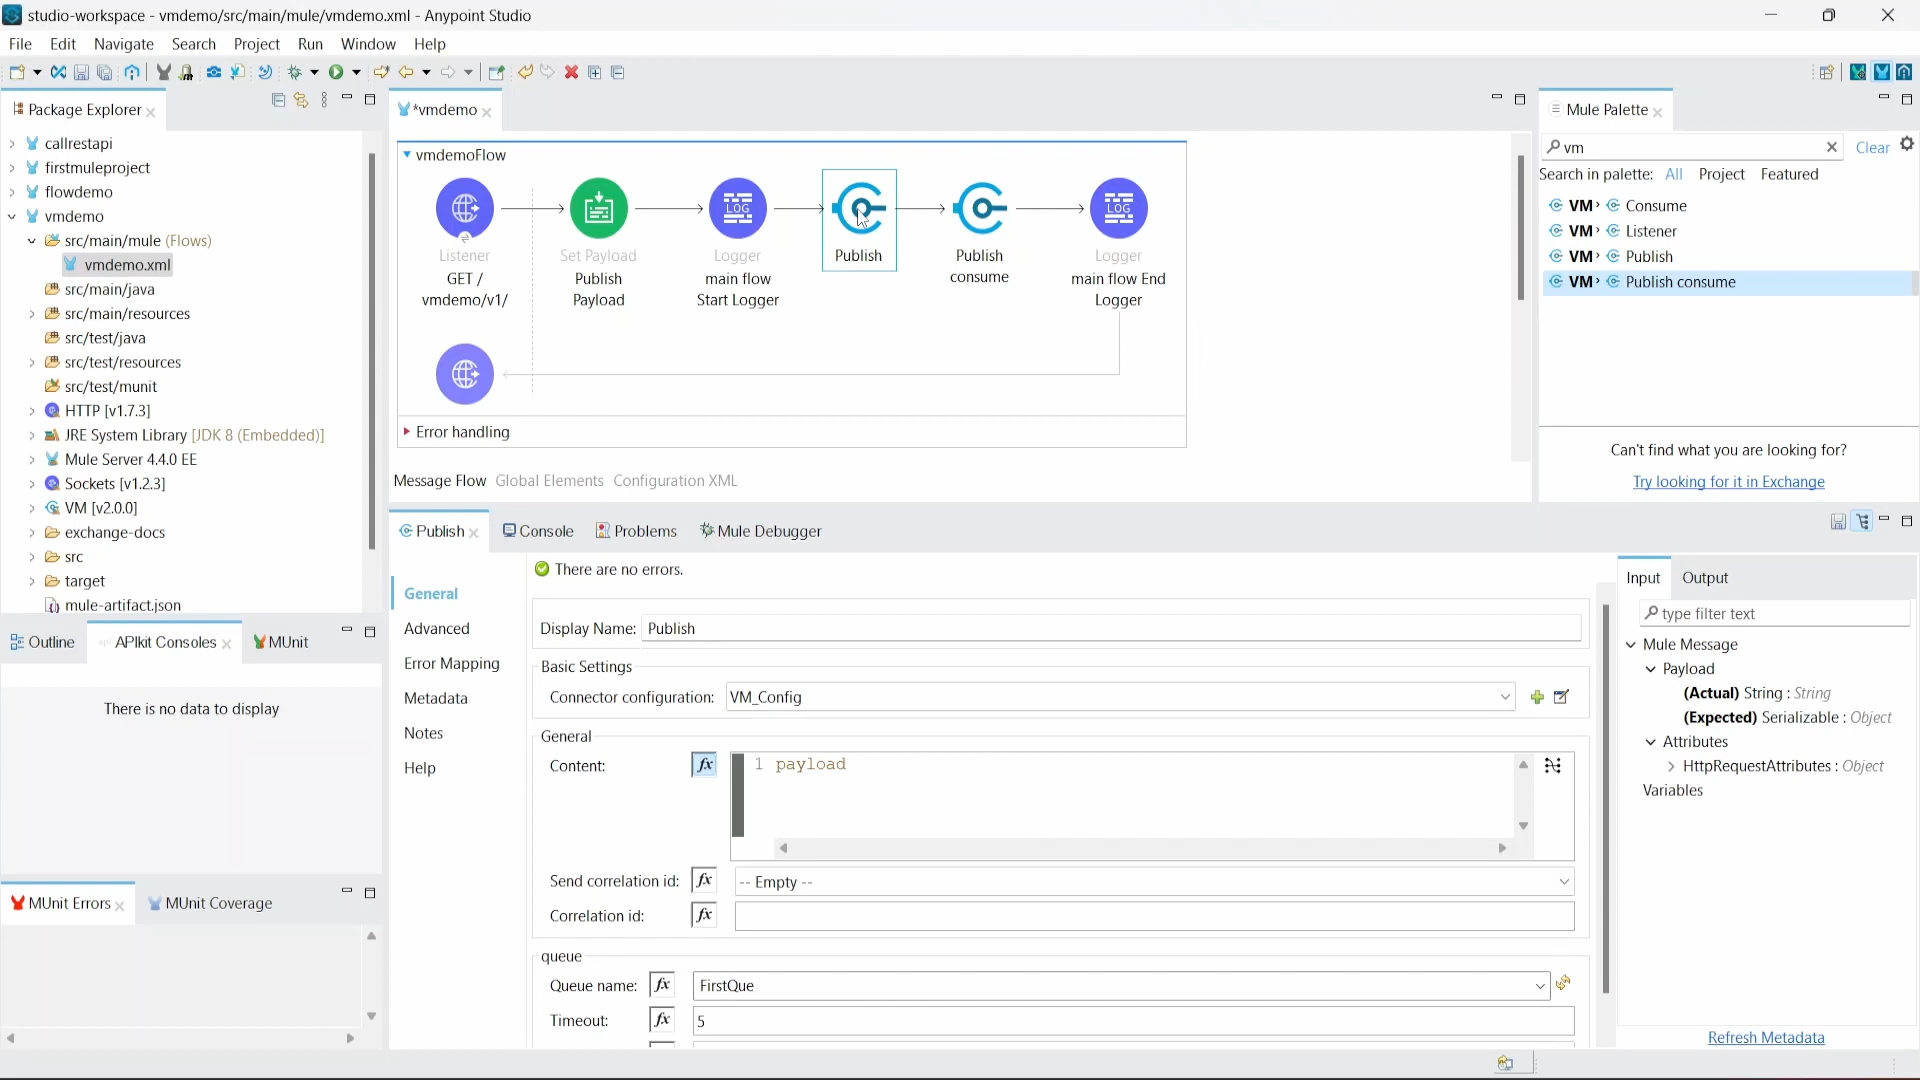 studio-workspace - vmdemo/src/main/mule/vmdemo.xml - Anypoint Studio
File Edit Navigate Search Project Run Window Help
Package Explorer
callrestapi
firstmuleproject
flowdemo
vmdemo
src/main/mule (Flows)
vmdemo.xml
src/main/java
src/main/resources
src/test/java
src/test/resources
src/test/munit
HTTP [v1.7.3]
JRE System Library [JDK 8 (Embedded)]
Mule Server 4.4.0 EE
Sockets [v1.2.3]
VM [v2.0.0]
exchange-docs
src
target
mule-artifact.json
Outline APIkit Consoles MUnit
There is no data to display
MUnit Errors MUnit Coverage
*vmdemo
vmdemoFlow
LOG
LOG
Listener
GET /
vmdemo/v1/
Set Payload
Publish
Payload
Logger
main flow
Start Logger
Publish
Publish
consume
Logger
main flow End
Logger
Error handling
Message Flow Global Elements Configuration XML
Mule Palette
vm
Clear
Search in palette: All Project Featured
VM › Consume
VM › Listener
VM › Publish
VM › Publish consume
Can't find what you are looking for?
Try looking for it in Exchange
Publish Console Problems Mule Debugger
General
Advanced
Error Mapping
Metadata
Notes
Help
There are no errors.
Display Name: Publish
Basic Settings
Connector configuration: VM_Config
General
Content: fx 1 payload
Send correlation id: fx -- Empty --
Correlation id: fx
queue
Queue name: fx FirstQue
Timeout: fx 5
Input Output
type filter text
Mule Message
Payload
(Actual) String : String
(Expected) Serializable : Object
Attributes
HttpRequestAttributes : Object
Variables
Refresh Metadata